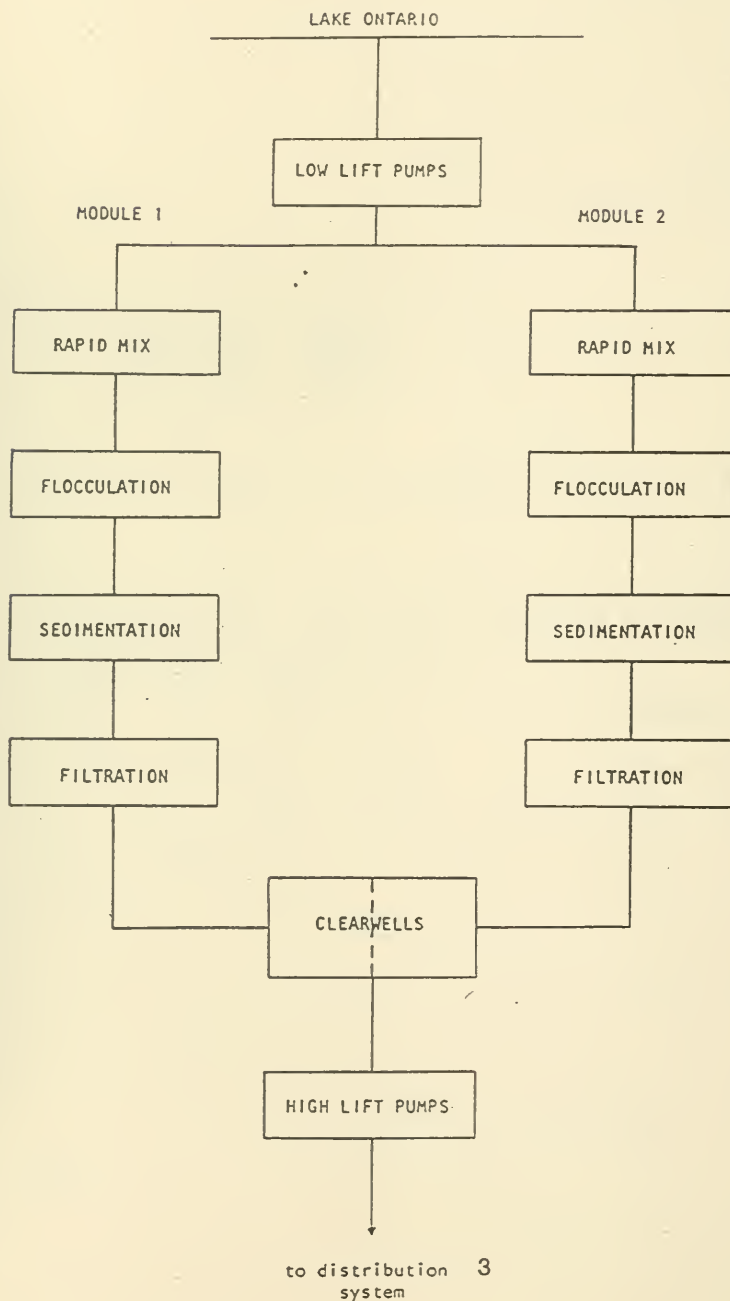 LAKE ONTARIO
LOW LIFT PUMPS
MODULE 1
MODULE 2
RAPID MIX
RAPID MIX
FLOCCULATION
FLOCCULATION
SEDIMENTATION
SEDIMENTATION
FILTRATION
FILTRATION
CLEARWELLS
HIGH LIFT PUMPS
to distribution 3
system